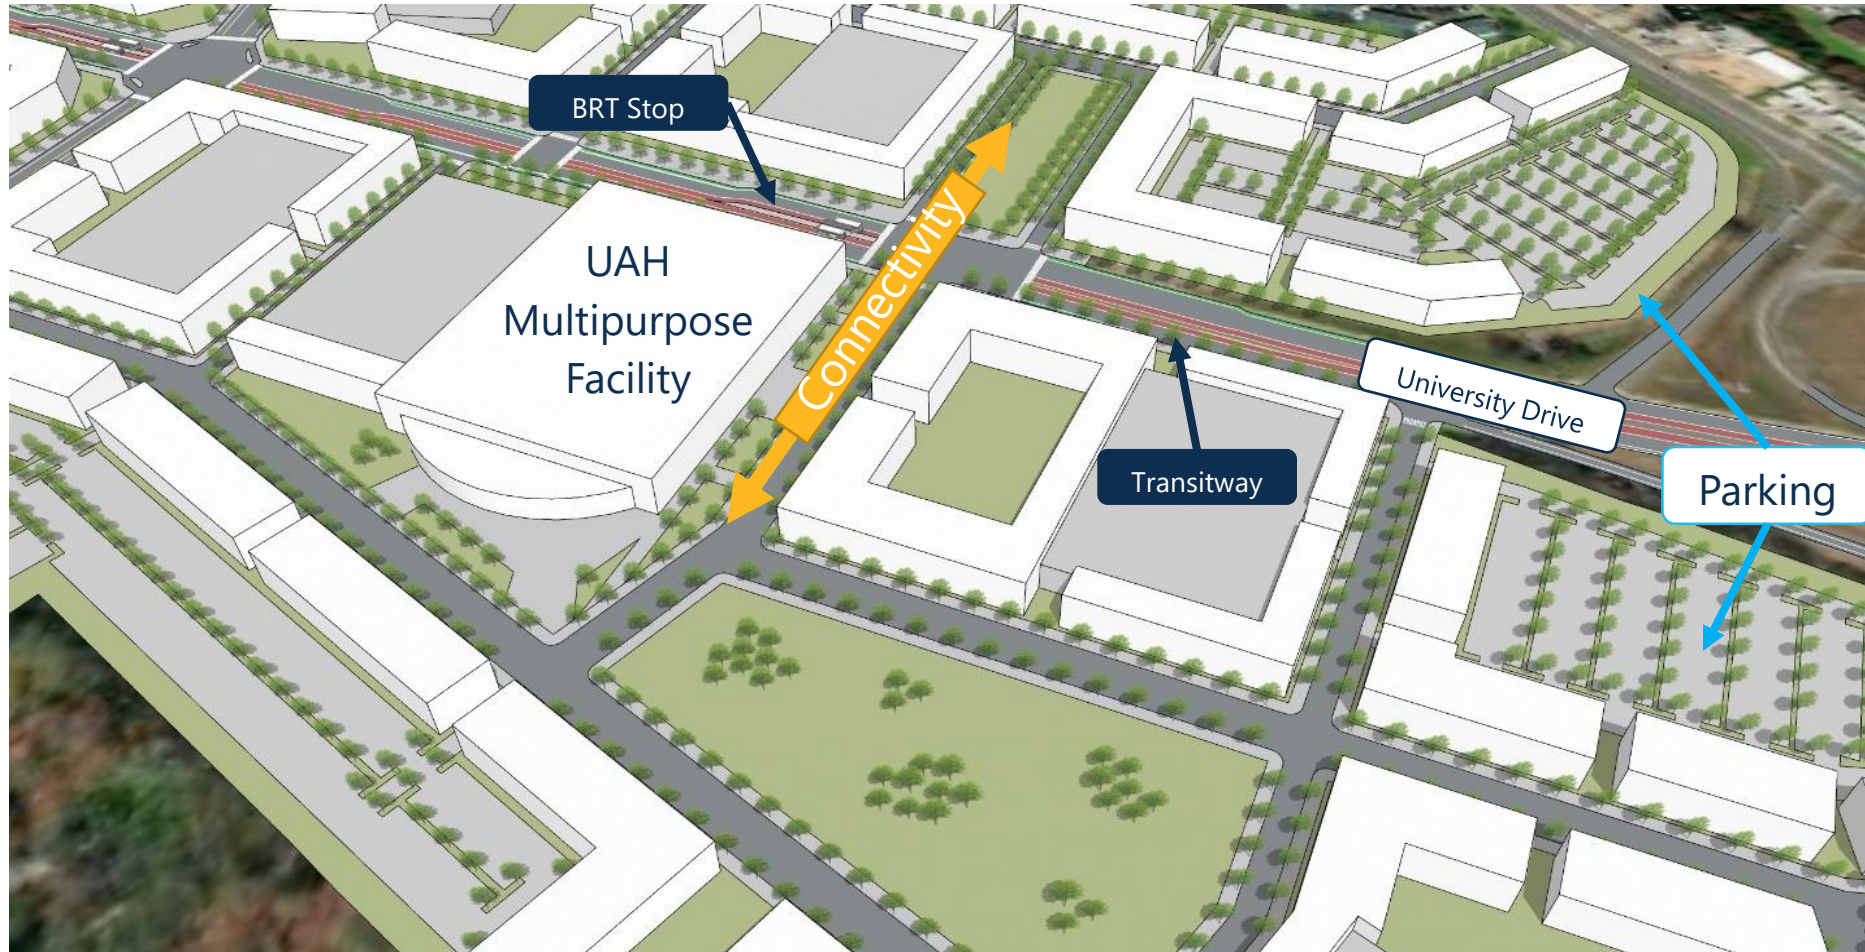 BRT Stop
UAH
Multipurpose
Facility
Connectivity
University Drive
Transitway
Parking